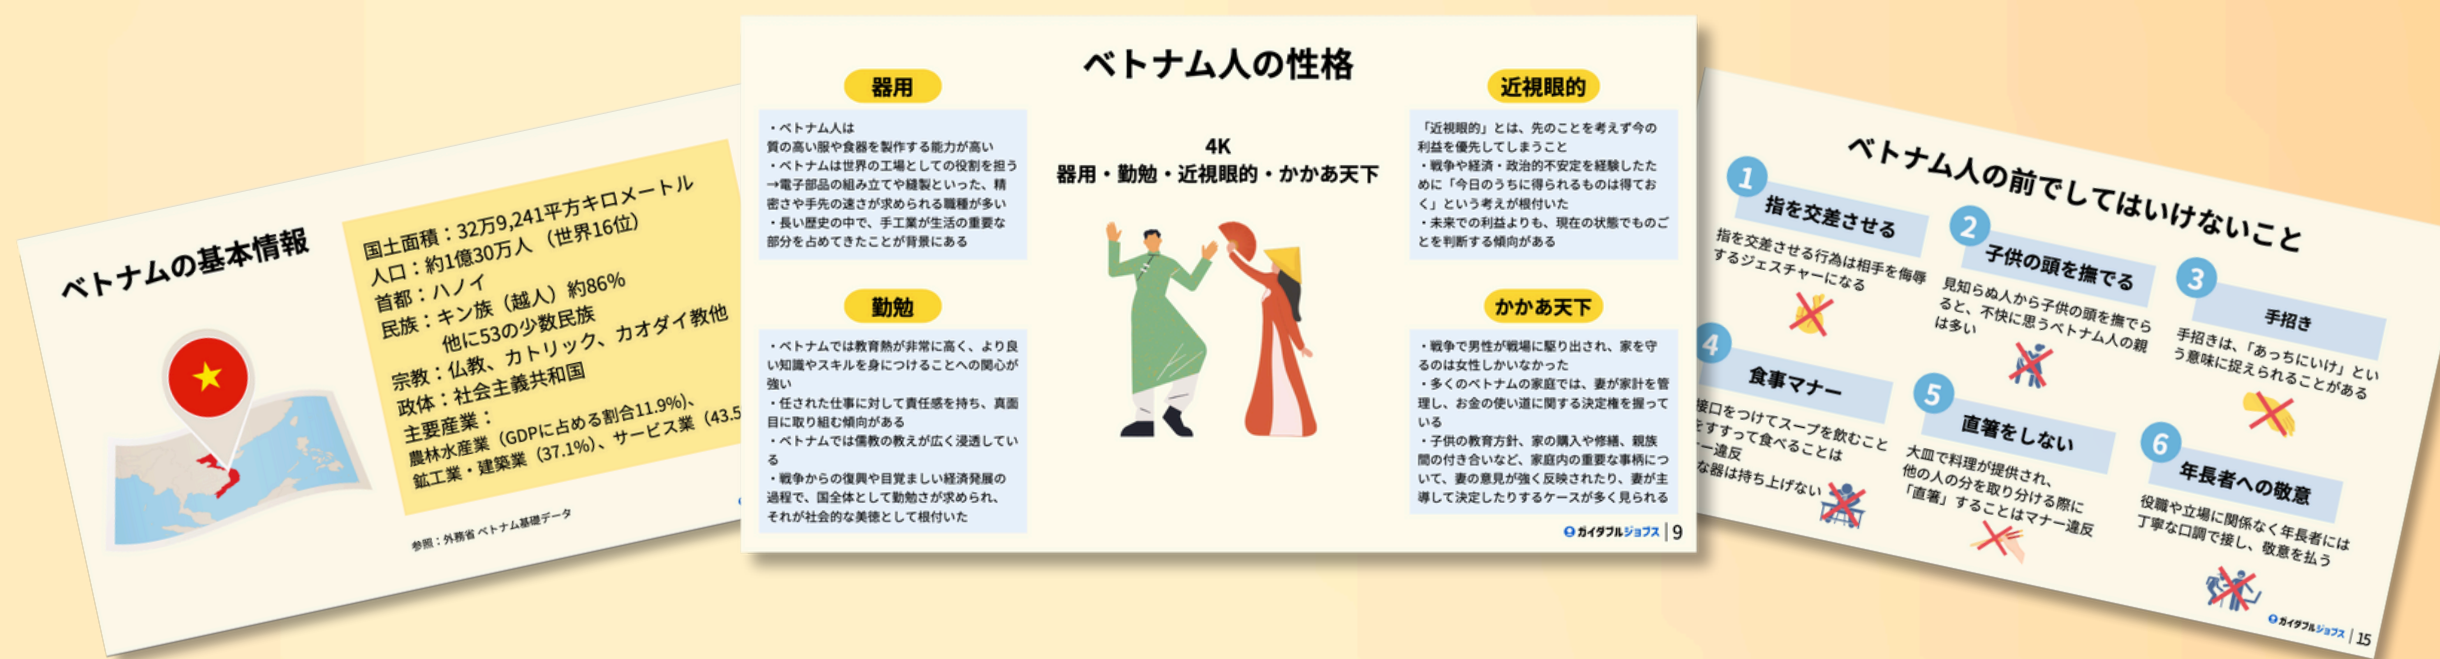 ベトナムの基本情報
国土面積：32万9,241平方キロメートル
人口：約1億30万人 （世界16位）
首都：ハノイ
民族：キン族（越人）約86%
他に53の少数民族
宗教：仏教、カトリック、カオダイ教他
政体：社会主義共和国
主要産業：
農林水産業（GDPに占める割合11.9%）、
鉱工業・建築業（37.1%）、サービス業（43.5
参照：外務省 ベトナム基礎データ
ベトナム人の性格
4K
器用・勤勉・近視眼的・かかあ天下
器用
・ベトナム人は
質の高い服や食器を製作する能力が高い
・ベトナムは世界の工場としての役割を担う
→電子部品の組み立てや縫製といった、精
密さや手先の速さが求められる職種が多い
・長い歴史の中で、手工業が生活の重要な
部分を占めてきたことが背景にある
勤勉
・ベトナムでは教育熱が非常に高く、より良
い知識やスキルを身につけることへの関心が
強い
・任された仕事に対して責任感を持ち、真面
目に取り組む傾向がある
・ベトナムでは儒教の教えが広く浸透してい
る
・戦争からの復興や目覚ましい経済発展の
過程で、国全体として勤勉さが求められ、
それが社会的な美徳として根付いた
近視眼的
「近視眼的」とは、先のことを考えず今の
利益を優先してしまうこと
・戦争や経済・政治的不安定を経験したた
めに「今日のうちに得られるものは得てお
く」という考えが根付いた
・未来での利益よりも、現在の状態でものご
とを判断する傾向がある
かかあ天下
・戦争で男性が戦場に駆り出され、家を守
るのは女性しかいなかった
・多くのベトナムの家庭では、妻が家計を管
理し、お金の使い道に関する決定権を握って
いる
・子供の教育方針、家の購入や修繕、親族
間の付き合いなど、家庭内の重要な事柄につ
いて、妻の意見が強く反映されたり、妻が主
導して決定したりするケースが多く見られる
ガイダブルジョブス | 9
ベトナム人の前でしてはいけないこと
1
指を交差させる
指を交差させる行為は相手を侮辱
するジェスチャーになる
2
子供の頭を撫でる
見知らぬ人から子供の頭を撫でら
ると、不快に思うベトナム人の親
は多い
3
手招き
手招きは、「あっちにいけ」とい
う意味に捉えられることがある
4
食事マナー
接口をつけてスープを飲むこと
をすすって食べることは
ー違反
な器は持ち上げない
5
直箸をしない
大皿で料理が提供され、
他の人の分を取り分ける際に
「直箸」することはマナー違反
6
年長者への敬意
役職や立場に関係なく年長者には
丁寧な口調で接し、敬意を払う
ガイダブルジョブス | 15